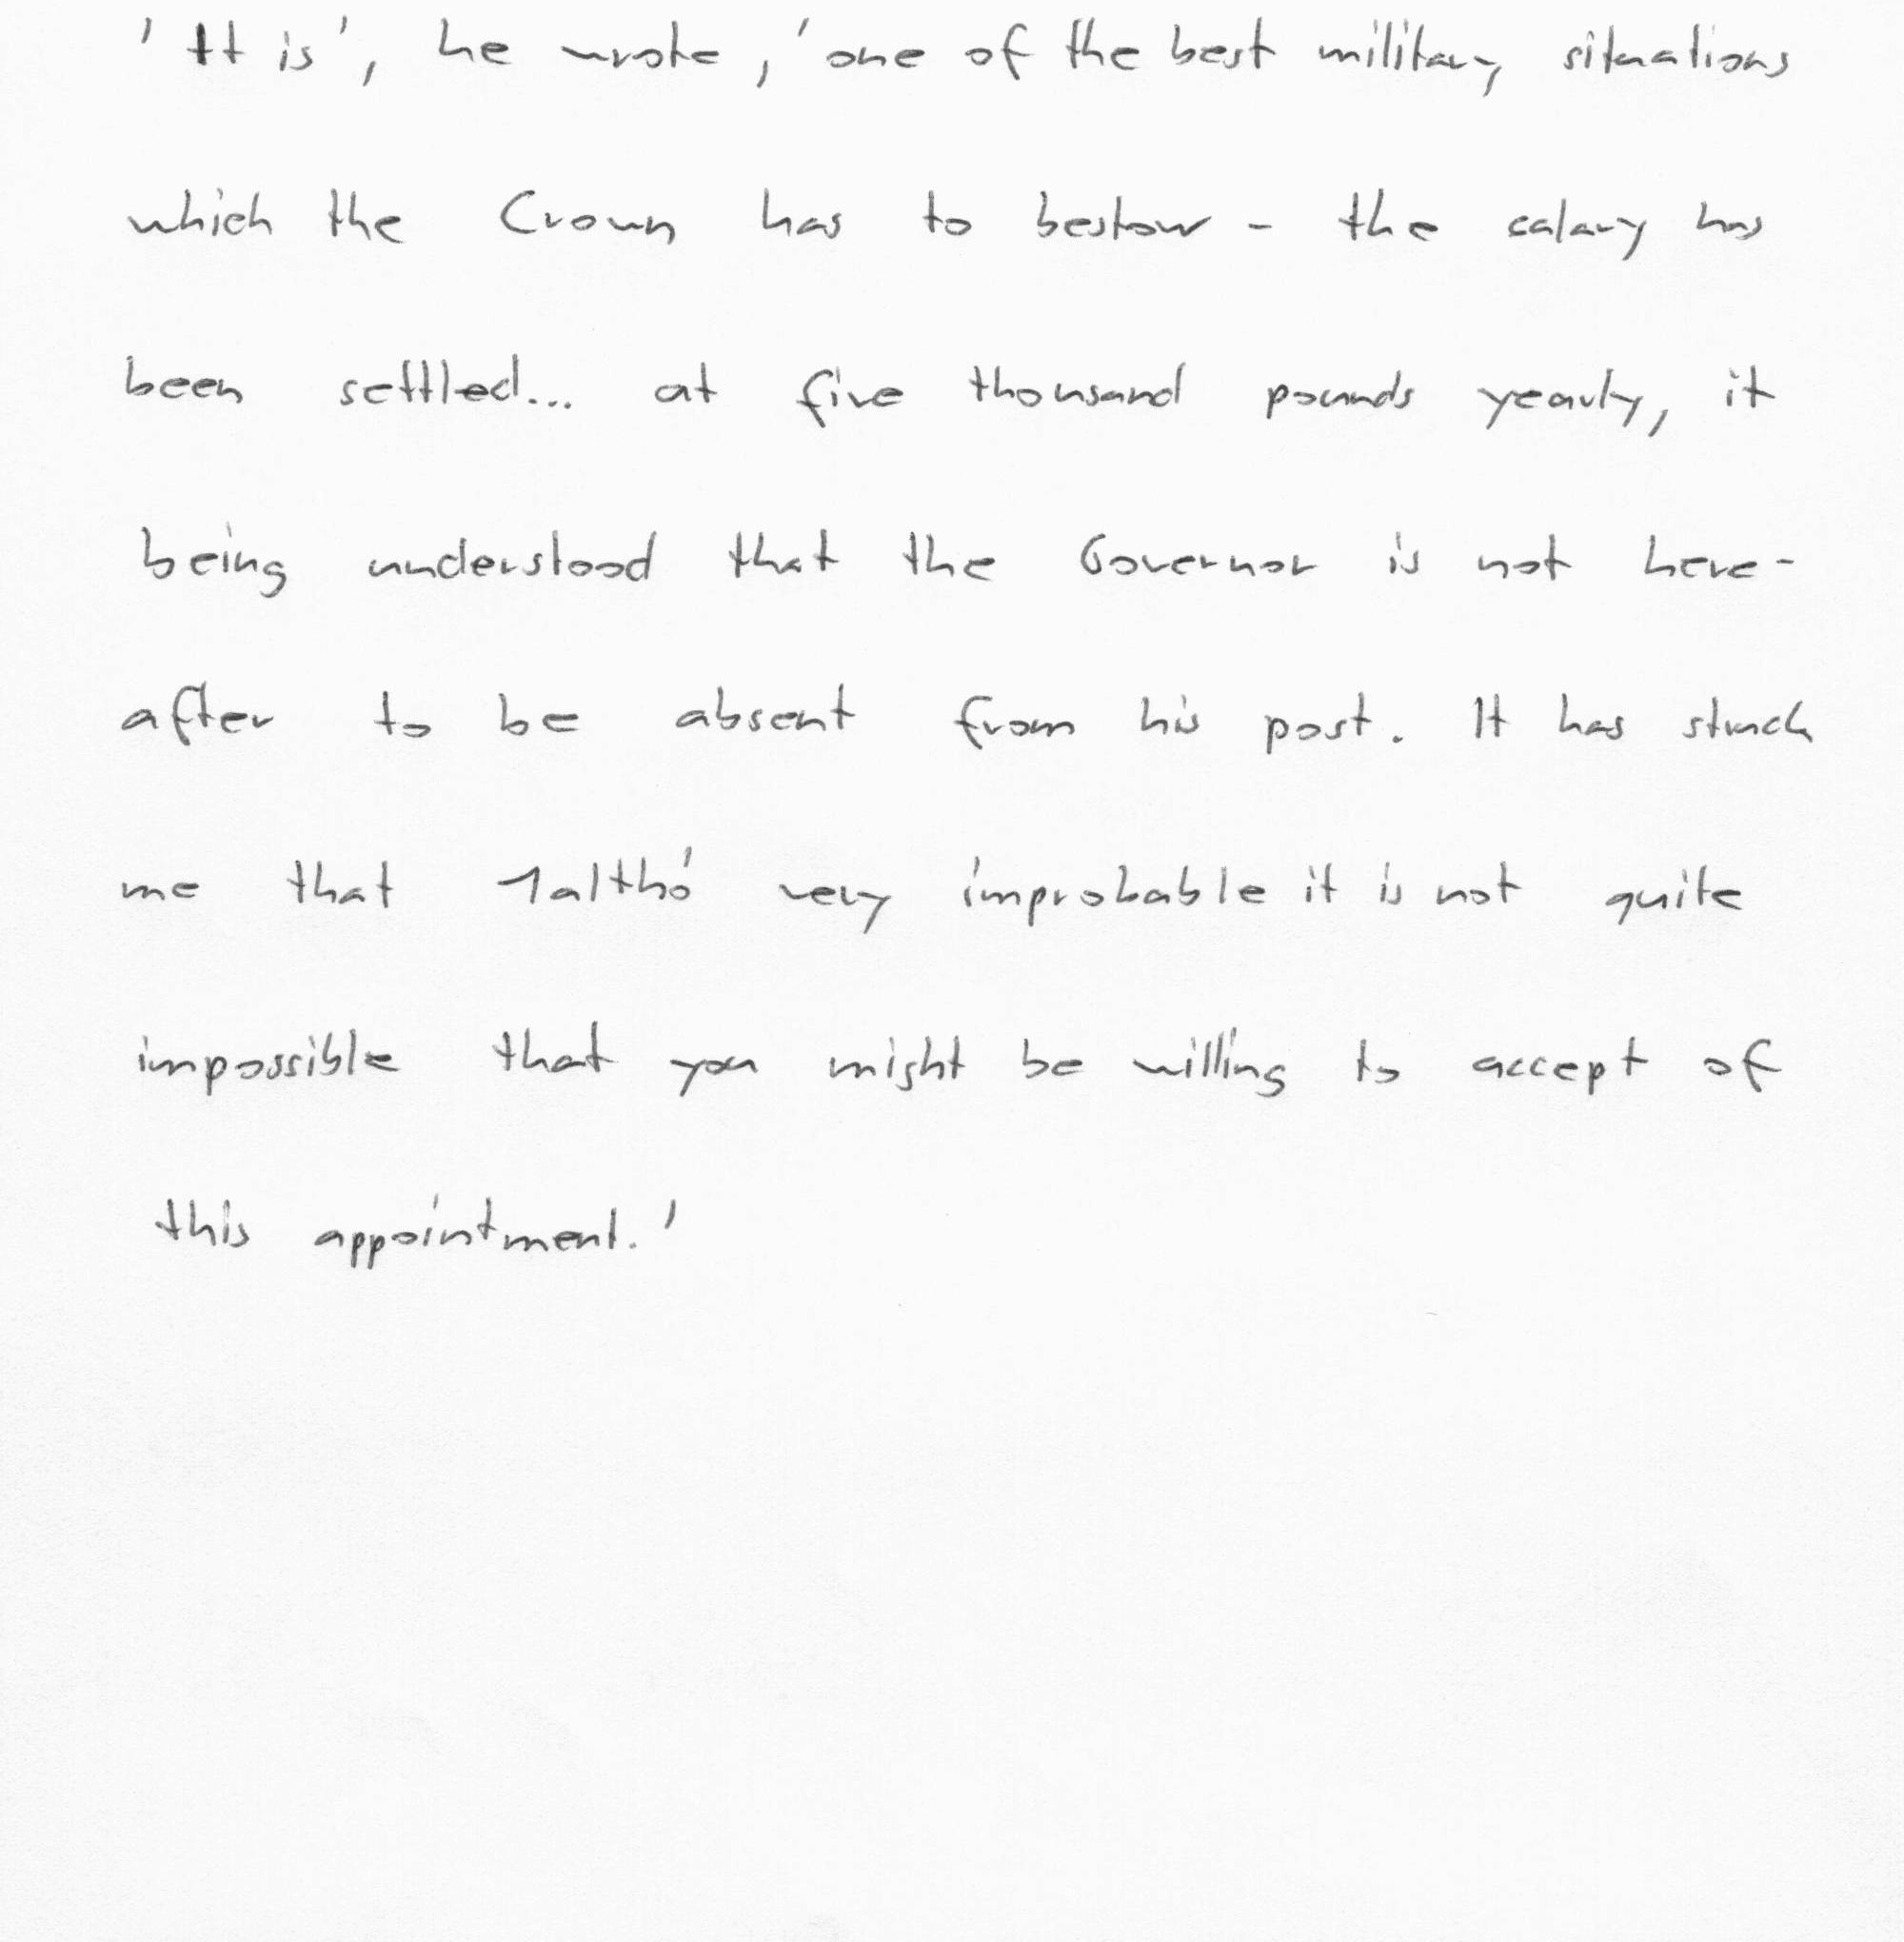 'It is', he wrote, 'one of the best military situations
which the Crown has to bestow - the salary has
been settled... at five thousand pounds yearly, it
being understood that the Governor is not here-
after to be absent from his post. It has struck
me that 1altho' very improbable it is not quite
impossible that you might be willing to accept of
this appointment.'